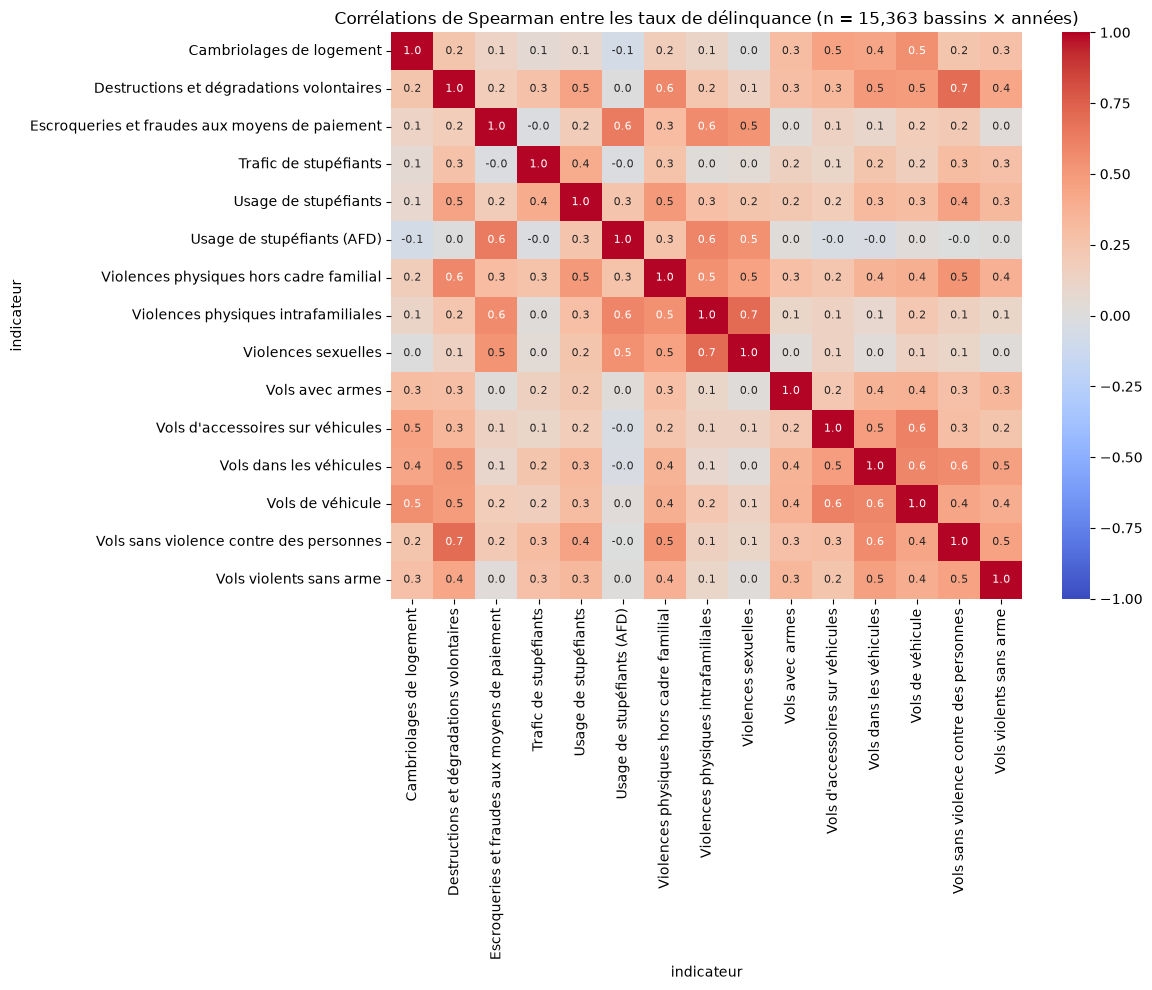 Corrélations de Spearman entre les taux de délinquance (n = 15,363 bassins × années)
indicateur
Cambriolages de logement 1.0 0.2 0.1 0.1 0.1 -0.1 0.2 0.1 0.0 0.3 0.5 0.4 0.5 0.2 0.3
Destructions et dégradations volontaires 0.2 1.0 0.2 0.3 0.5 0.0 0.6 0.2 0.1 0.3 0.3 0.5 0.5 0.7 0.4
Escroqueries et fraudes aux moyens de paiement 0.1 0.2 1.0 -0.0 0.2 0.6 0.3 0.6 0.5 0.0 0.1 0.1 0.2 0.2 0.0
Trafic de stupéfiants 0.1 0.3 -0.0 1.0 0.4 -0.0 0.3 0.0 0.0 0.2 0.1 0.2 0.2 0.3 0.3
Usage de stupéfiants 0.1 0.5 0.2 0.4 1.0 0.3 0.5 0.3 0.2 0.2 0.2 0.3 0.3 0.4 0.3
Usage de stupéfiants (AFD) -0.1 0.0 0.6 -0.0 0.3 1.0 0.3 0.6 0.5 0.0 -0.0 -0.0 0.0 -0.0 0.0
Violences physiques hors cadre familial 0.2 0.6 0.3 0.3 0.5 0.3 1.0 0.5 0.5 0.3 0.2 0.4 0.4 0.5 0.4
Violences physiques intrafamiliales 0.1 0.2 0.6 0.0 0.3 0.6 0.5 1.0 0.7 0.1 0.1 0.1 0.2 0.1 0.1
Violences sexuelles 0.0 0.1 0.5 0.0 0.2 0.5 0.5 0.7 1.0 0.0 0.1 0.0 0.1 0.1 0.0
Vols avec armes 0.3 0.3 0.0 0.2 0.2 0.0 0.3 0.1 0.0 1.0 0.2 0.4 0.4 0.3 0.3
Vols d'accessoires sur véhicules 0.5 0.3 0.1 0.1 0.2 -0.0 0.2 0.1 0.1 0.2 1.0 0.5 0.6 0.3 0.2
Vols dans les véhicules 0.4 0.5 0.1 0.2 0.3 -0.0 0.4 0.1 0.0 0.4 0.5 1.0 0.6 0.6 0.5
Vols de véhicule 0.5 0.5 0.2 0.2 0.3 0.0 0.4 0.2 0.1 0.4 0.6 0.6 1.0 0.4 0.4
Vols sans violence contre des personnes 0.2 0.7 0.2 0.3 0.4 -0.0 0.5 0.1 0.1 0.3 0.3 0.6 0.4 1.0 0.5
Vols violents sans arme 0.3 0.4 0.0 0.3 0.3 0.0 0.4 0.1 0.0 0.3 0.2 0.5 0.4 0.5 1.0
Cambriolages de logement
Destructions et dégradations volontaires
Escroqueries et fraudes aux moyens de paiement
Trafic de stupéfiants
Usage de stupéfiants
Usage de stupéfiants (AFD)
Violences physiques hors cadre familial
Violences physiques intrafamiliales
Violences sexuelles
Vols avec armes
Vols d'accessoires sur véhicules
Vols dans les véhicules
Vols de véhicule
Vols sans violence contre des personnes
Vols violents sans arme
indicateur
1.00
0.75
0.50
0.25
0.00
−0.25
−0.50
−0.75
−1.00